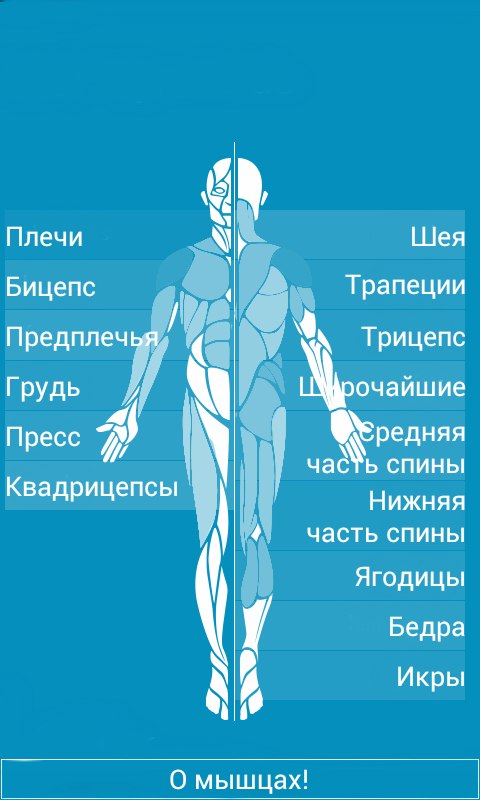 Плечи
Бицепс
Предплечья
Грудь
Пресс
Квадрицепсы
Шея
Трапеции
Трицепс
Широчайшие
Средняя
часть спины
Нижняя
часть спины
Ягодицы
Бедра
Икры
О мышцах!